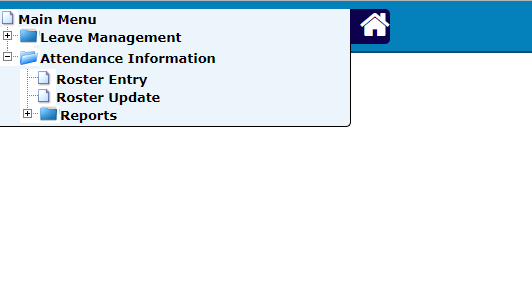 Main Menu
Leave Management
Attendance Information
Roster Entry
Roster Update
Reports